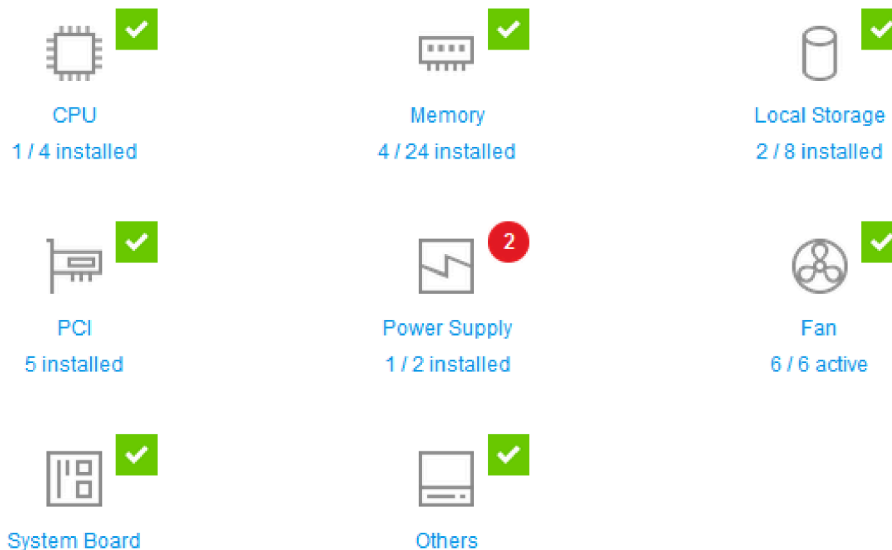 CPU
1 / 4 installed
Memory
4 / 24 installed
Local Storage
2 / 8 installed
PCI
5 installed
2
Power Supply
1 / 2 installed
Fan
6 / 6 active
System Board
Others